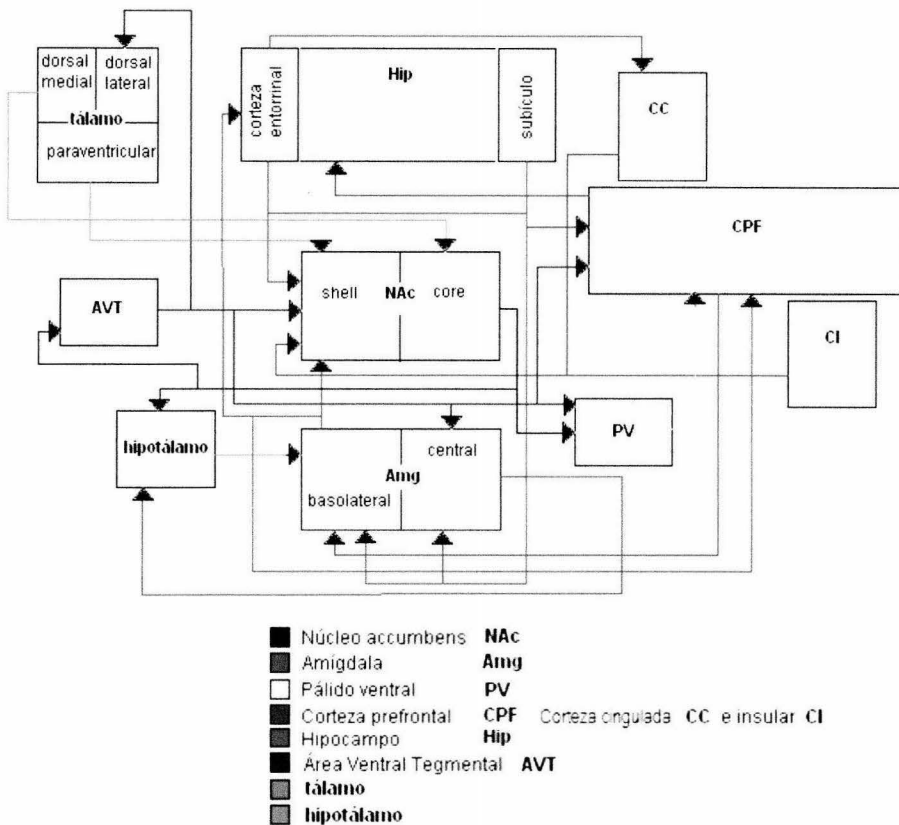 dorsal medial
dorsal lateral
tálamo
paraventricular
corteza entorrinal
Hip
subículo
CC
CPF
AVT
shell
NAc
core
CI
hipotálamo
central
Amg
basolateral
PV
Núcleo accumbens NAc
Amígdala Amg
Pálido ventral PV
Corteza prefrontal CPF Corteza cingulada CC e insular CI
Hipocampo Hip
Área Ventral Tegmental AVT
tálamo
hipotálamo